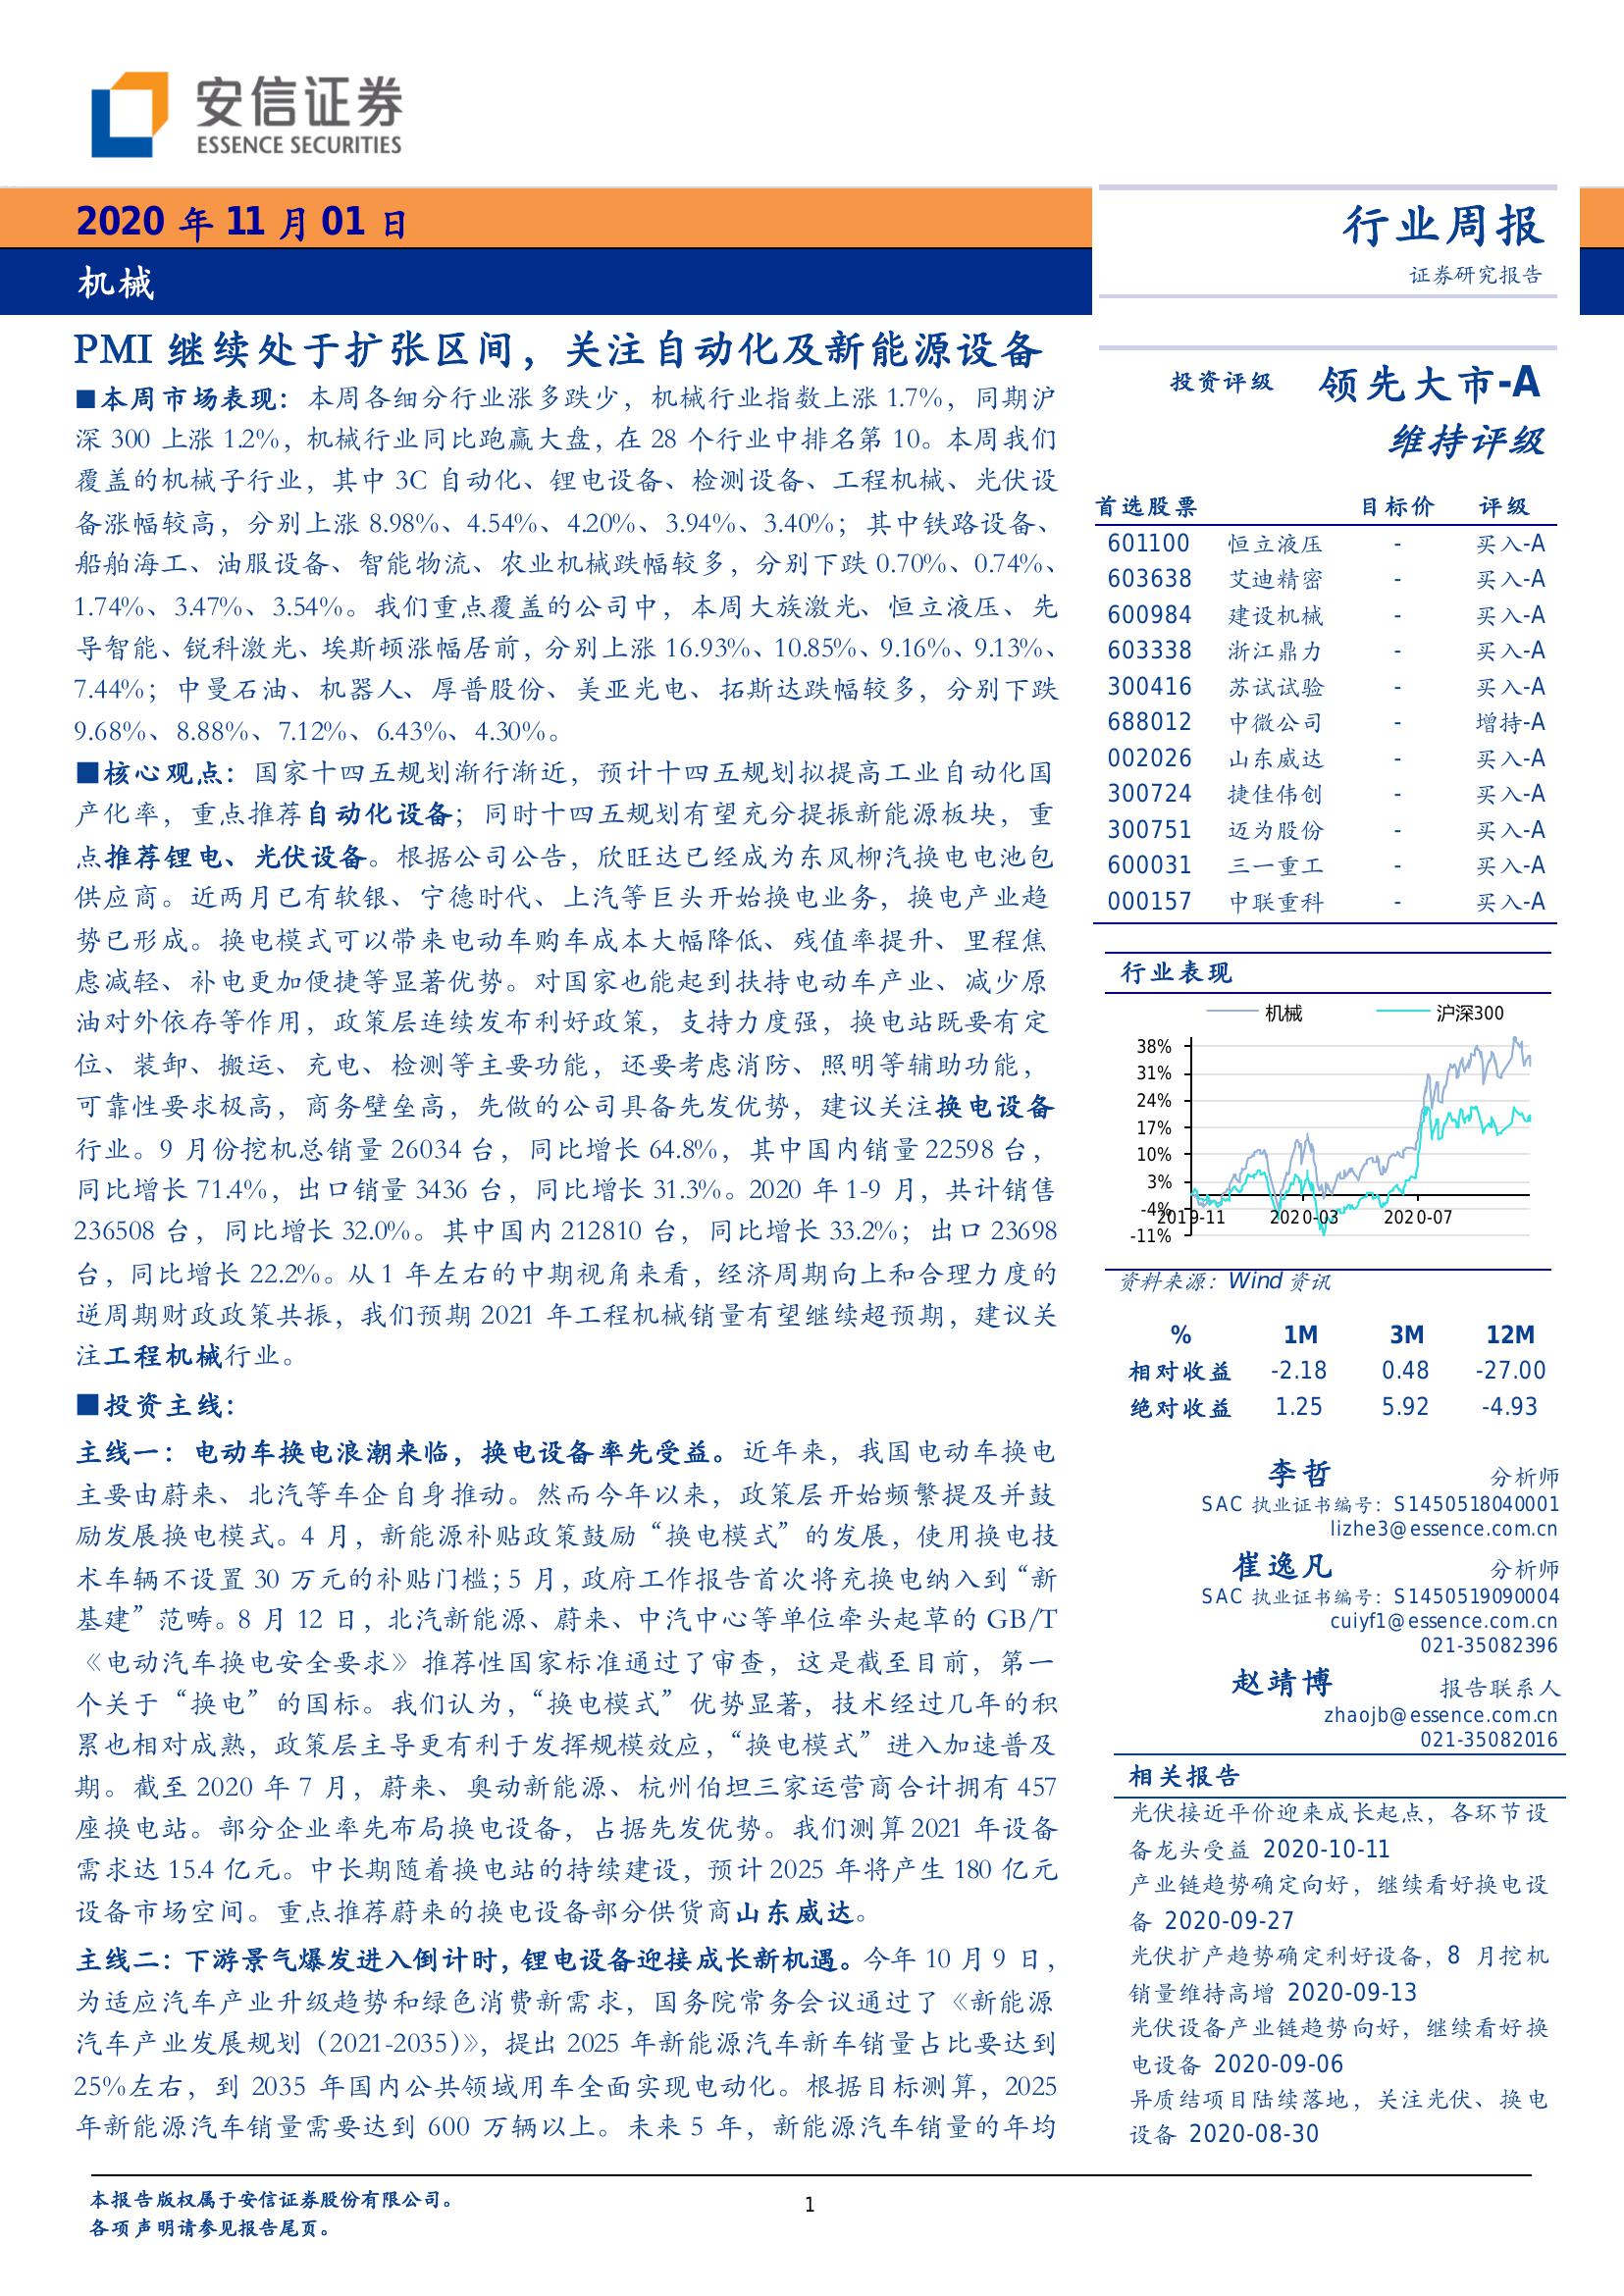 安信证券
ESSENCE SECURITIES
2020 年 11 月 01 日
机械
行业周报
证券研究报告
PMI 继续处于扩张区间，关注自动化及新能源设备
■本周市场表现：本周各细分行业涨多跌少，机械行业指数上涨 1.7%，同期沪
深 300 上涨 1.2%，机械行业同比跑赢大盘，在 28 个行业中排名第 10。本周我们
覆盖的机械子行业，其中 3C 自动化、锂电设备、检测设备、工程机械、光伏设
备涨幅较高，分别上涨 8.98%、4.54%、4.20%、3.94%、3.40%；其中铁路设备、
船舶海工、油服设备、智能物流、农业机械跌幅较多，分别下跌 0.70%、0.74%、
1.74%、3.47%、3.54%。我们重点覆盖的公司中，本周大族激光、恒立液压、先
导智能、锐科激光、埃斯顿涨幅居前，分别上涨 16.93%、10.85%、9.16%、9.13%、
7.44%；中曼石油、机器人、厚普股份、美亚光电、拓斯达跌幅较多，分别下跌
9.68%、8.88%、7.12%、6.43%、4.30%。
■核心观点：国家十四五规划渐行渐近，预计十四五规划拟提高工业自动化国
产化率，重点推荐自动化设备；同时十四五规划有望充分提振新能源板块，重
点推荐锂电、光伏设备。根据公司公告，欣旺达已经成为东风柳汽换电电池包
供应商。近两月已有软银、宁德时代、上汽等巨头开始换电业务，换电产业趋
势已形成。换电模式可以带来电动车购车成本大幅降低、残值率提升、里程焦
虑减轻、补电更加便捷等显著优势。对国家也能起到扶持电动车产业、减少原
油对外依存等作用，政策层连续发布利好政策，支持力度强，换电站既要有定
位、装卸、搬运、充电、检测等主要功能，还要考虑消防、照明等辅助功能，
可靠性要求极高，商务壁垒高，先做的公司具备先发优势，建议关注换电设备
行业。9 月份挖机总销量 26034 台，同比增长 64.8%，其中国内销量 22598 台，
同比增长 71.4%，出口销量 3436 台，同比增长 31.3%。2020 年 1-9 月，共计销售
236508 台，同比增长 32.0%。其中国内 212810 台，同比增长 33.2%；出口 23698
台，同比增长 22.2%。从 1 年左右的中期视角来看，经济周期向上和合理力度的
逆周期财政政策共振，我们预期 2021 年工程机械销量有望继续超预期，建议关
注工程机械行业。
■投资主线：
主线一：电动车换电浪潮来临，换电设备率先受益。近年来，我国电动车换电
主要由蔚来、北汽等车企自身推动。然而今年以来，政策层开始频繁提及并鼓
励发展换电模式。4 月，新能源补贴政策鼓励“换电模式”的发展，使用换电技
术车辆不设置 30 万元的补贴门槛；5 月，政府工作报告首次将充换电纳入到“新
基建”范畴。8 月 12 日，北汽新能源、蔚来、中汽中心等单位牵头起草的 GB/T
《电动汽车换电安全要求》推荐性国家标准通过了审查，这是截至目前，第一
个关于“换电”的国标。我们认为，“换电模式”优势显著，技术经过几年的积
累也相对成熟，政策层主导更有利于发挥规模效应，“换电模式”进入加速普及
期。截至 2020 年 7 月，蔚来、奥动新能源、杭州伯坦三家运营商合计拥有 457
座换电站。部分企业率先布局换电设备，占据先发优势。我们测算 2021 年设备
需求达 15.4 亿元。中长期随着换电站的持续建设，预计 2025 年将产生 180 亿元
设备市场空间。重点推荐蔚来的换电设备部分供货商山东威达。
主线二：下游景气爆发进入倒计时，锂电设备迎接成长新机遇。今年 10 月 9 日，
为适应汽车产业升级趋势和绿色消费新需求，国务院常务会议通过了《新能源
汽车产业发展规划（2021-2035）》，提出 2025 年新能源汽车新车销量占比要达到
25%左右，到 2035 年国内公共领域用车全面实现电动化。根据目标测算，2025
年新能源汽车销量需要达到 600 万辆以上。未来 5 年，新能源汽车销量的年均
投资评级 领先大市-A
维持评级
首选股票 目标价 评级
601100 恒立液压 - 买入-A
603638 艾迪精密 - 买入-A
600984 建设机械 - 买入-A
603338 浙江鼎力 - 买入-A
300416 苏试试验 - 买入-A
688012 中微公司 - 增持-A
002026 山东威达 - 买入-A
300724 捷佳伟创 - 买入-A
300751 迈为股份 - 买入-A
600031 三一重工 - 买入-A
000157 中联重科 - 买入-A
行业表现
机械 沪深300
38%
31%
24%
17%
10%
3%
-4%
-11%
2019-11 2020-03 2020-07
资料来源：Wind 资讯
% 1M 3M 12M
相对收益 -2.18 0.48 -27.00
绝对收益 1.25 5.92 -4.93
李哲 分析师
SAC 执业证书编号：S1450518040001
lizhe3@essence.com.cn
崔逸凡 分析师
SAC 执业证书编号：S1450519090004
cuiyf1@essence.com.cn
021-35082396
赵靖博 报告联系人
zhaojb@essence.com.cn
021-35082016
相关报告
光伏接近平价迎来成长起点，各环节设
备龙头受益 2020-10-11
产业链趋势确定向好，继续看好换电设
备 2020-09-27
光伏扩产趋势确定利好设备，8 月挖机
销量维持高增 2020-09-13
光伏设备产业链趋势向好，继续看好换
电设备 2020-09-06
异质结项目陆续落地，关注光伏、换电
设备 2020-08-30
本报告版权属于安信证券股份有限公司。
各项声明请参见报告尾页。
1